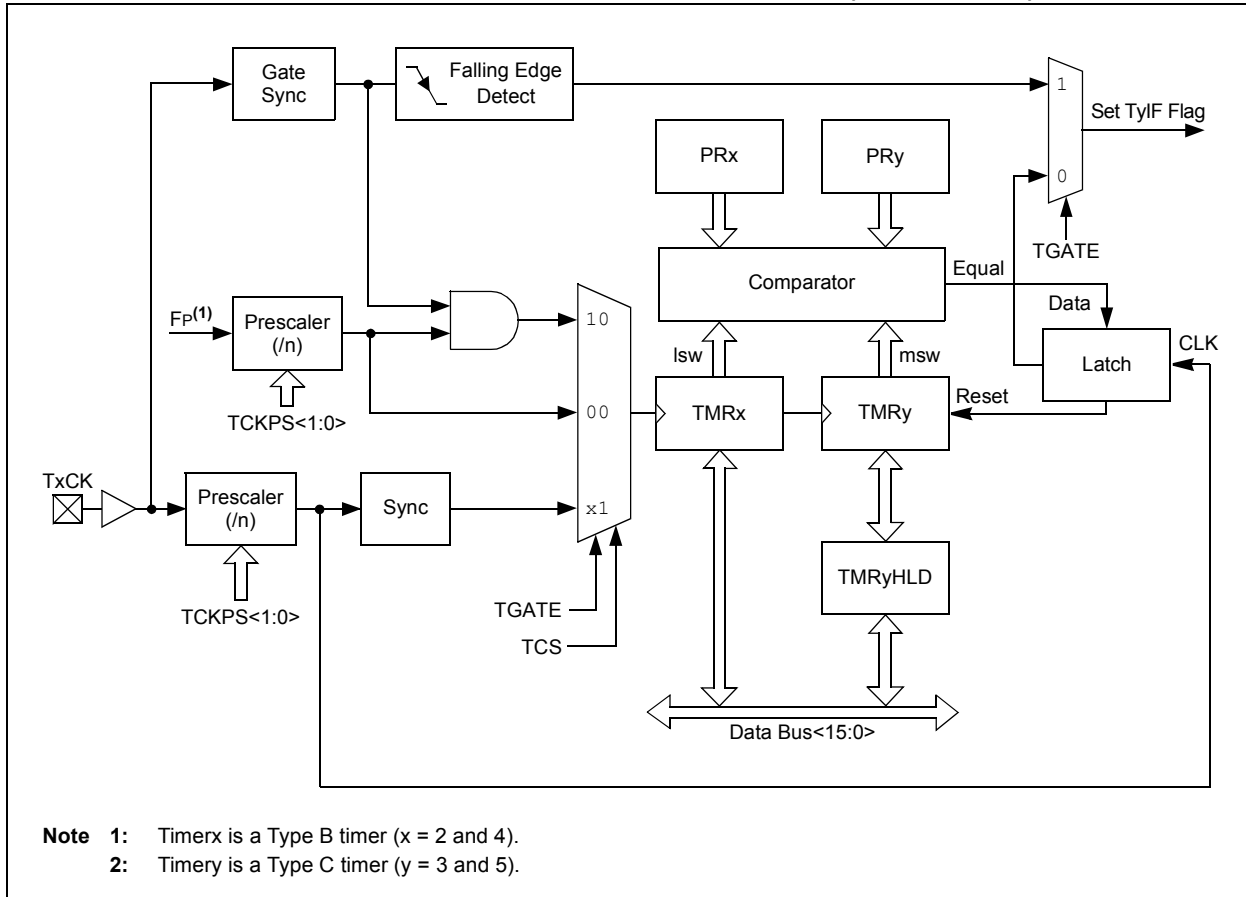 Gate
Sync
Falling Edge
Detect
1
Set TyIF Flag
PRx
PRy
0
TGATE
Comparator
Equal
Data
FP(1)
Prescaler
(/n)
10
lsw
msw
CLK
Latch
TCKPS<1:0>
00
TMRx
TMRy
Reset
TxCK
Prescaler
(/n)
Sync
x1
TMRyHLD
TCKPS<1:0>
TGATE
TCS
Data Bus<15:0>
Note 1: Timerx is a Type B timer (x = 2 and 4).
2: Timery is a Type C timer (y = 3 and 5).